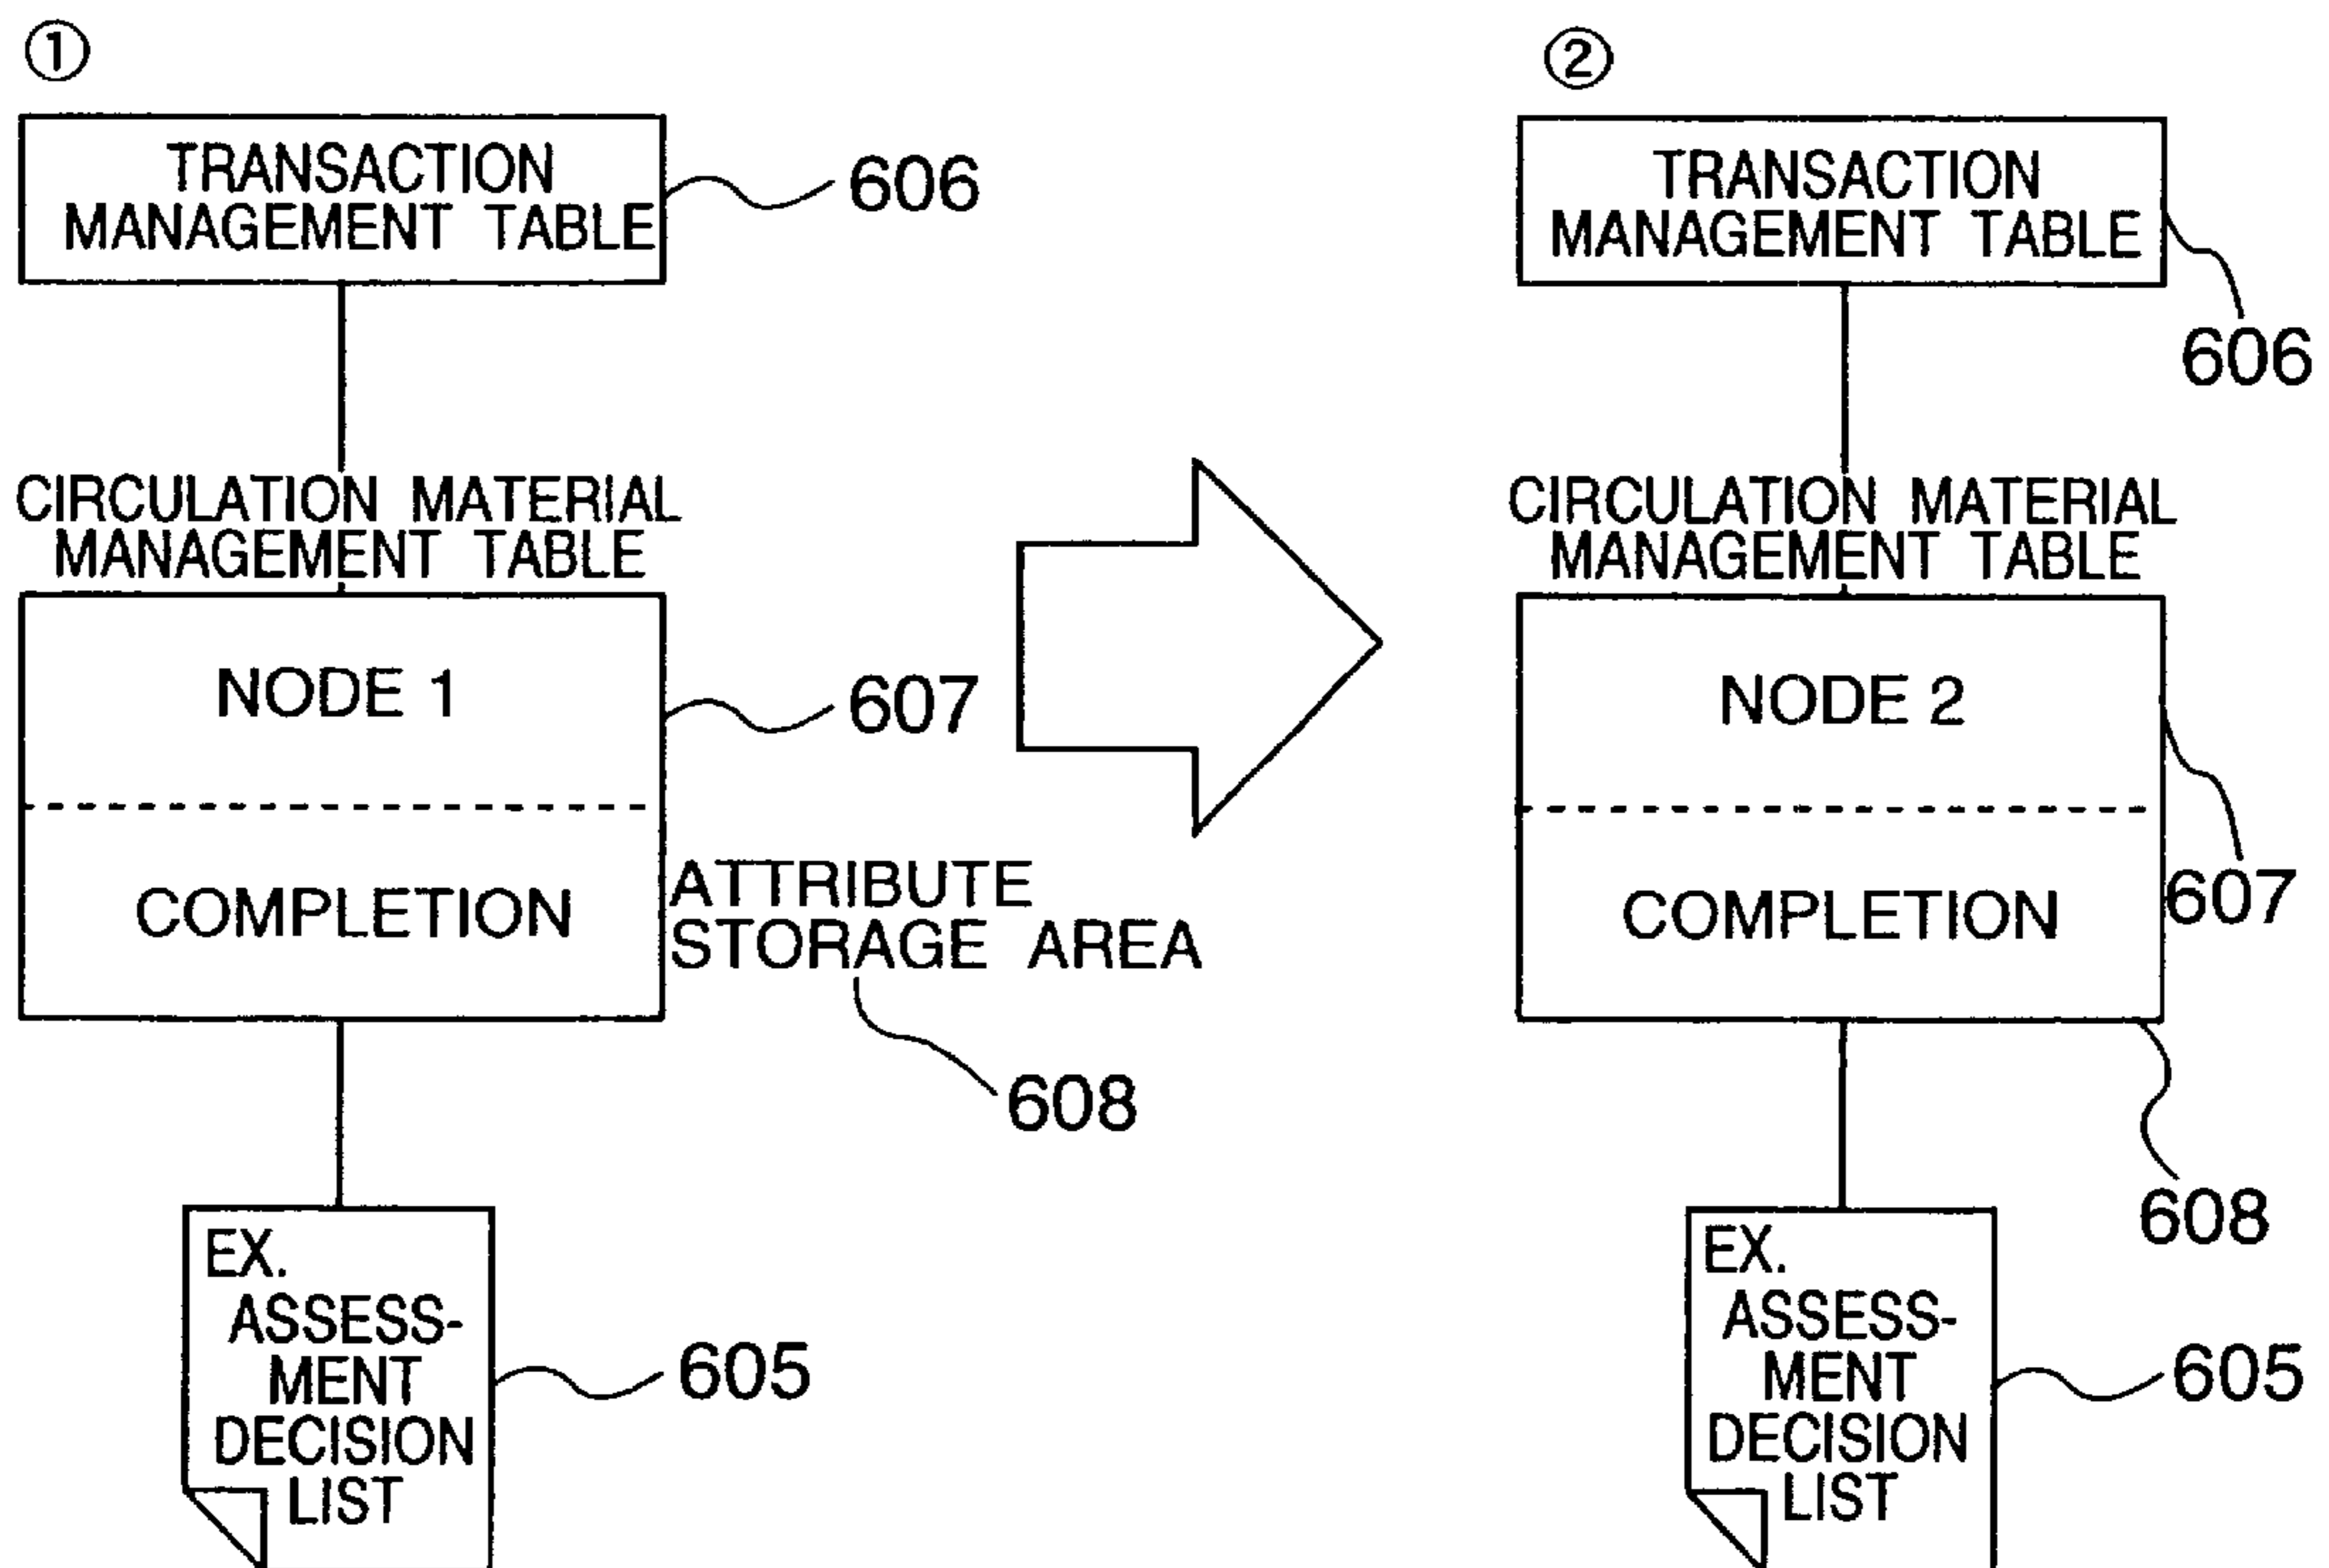 ①
TRANSACTION
MANAGEMENT TABLE
606
CIRCULATION MATERIAL
MANAGEMENT TABLE
NODE 1
607
COMPLETION
ATTRIBUTE
STORAGE AREA
608
EX.
ASSESS-
MENT
DECISION
LIST
605
②
TRANSACTION
MANAGEMENT TABLE
606
CIRCULATION MATERIAL
MANAGEMENT TABLE
NODE 2
607
COMPLETION
608
EX.
ASSESS-
MENT
DECISION
LIST
605